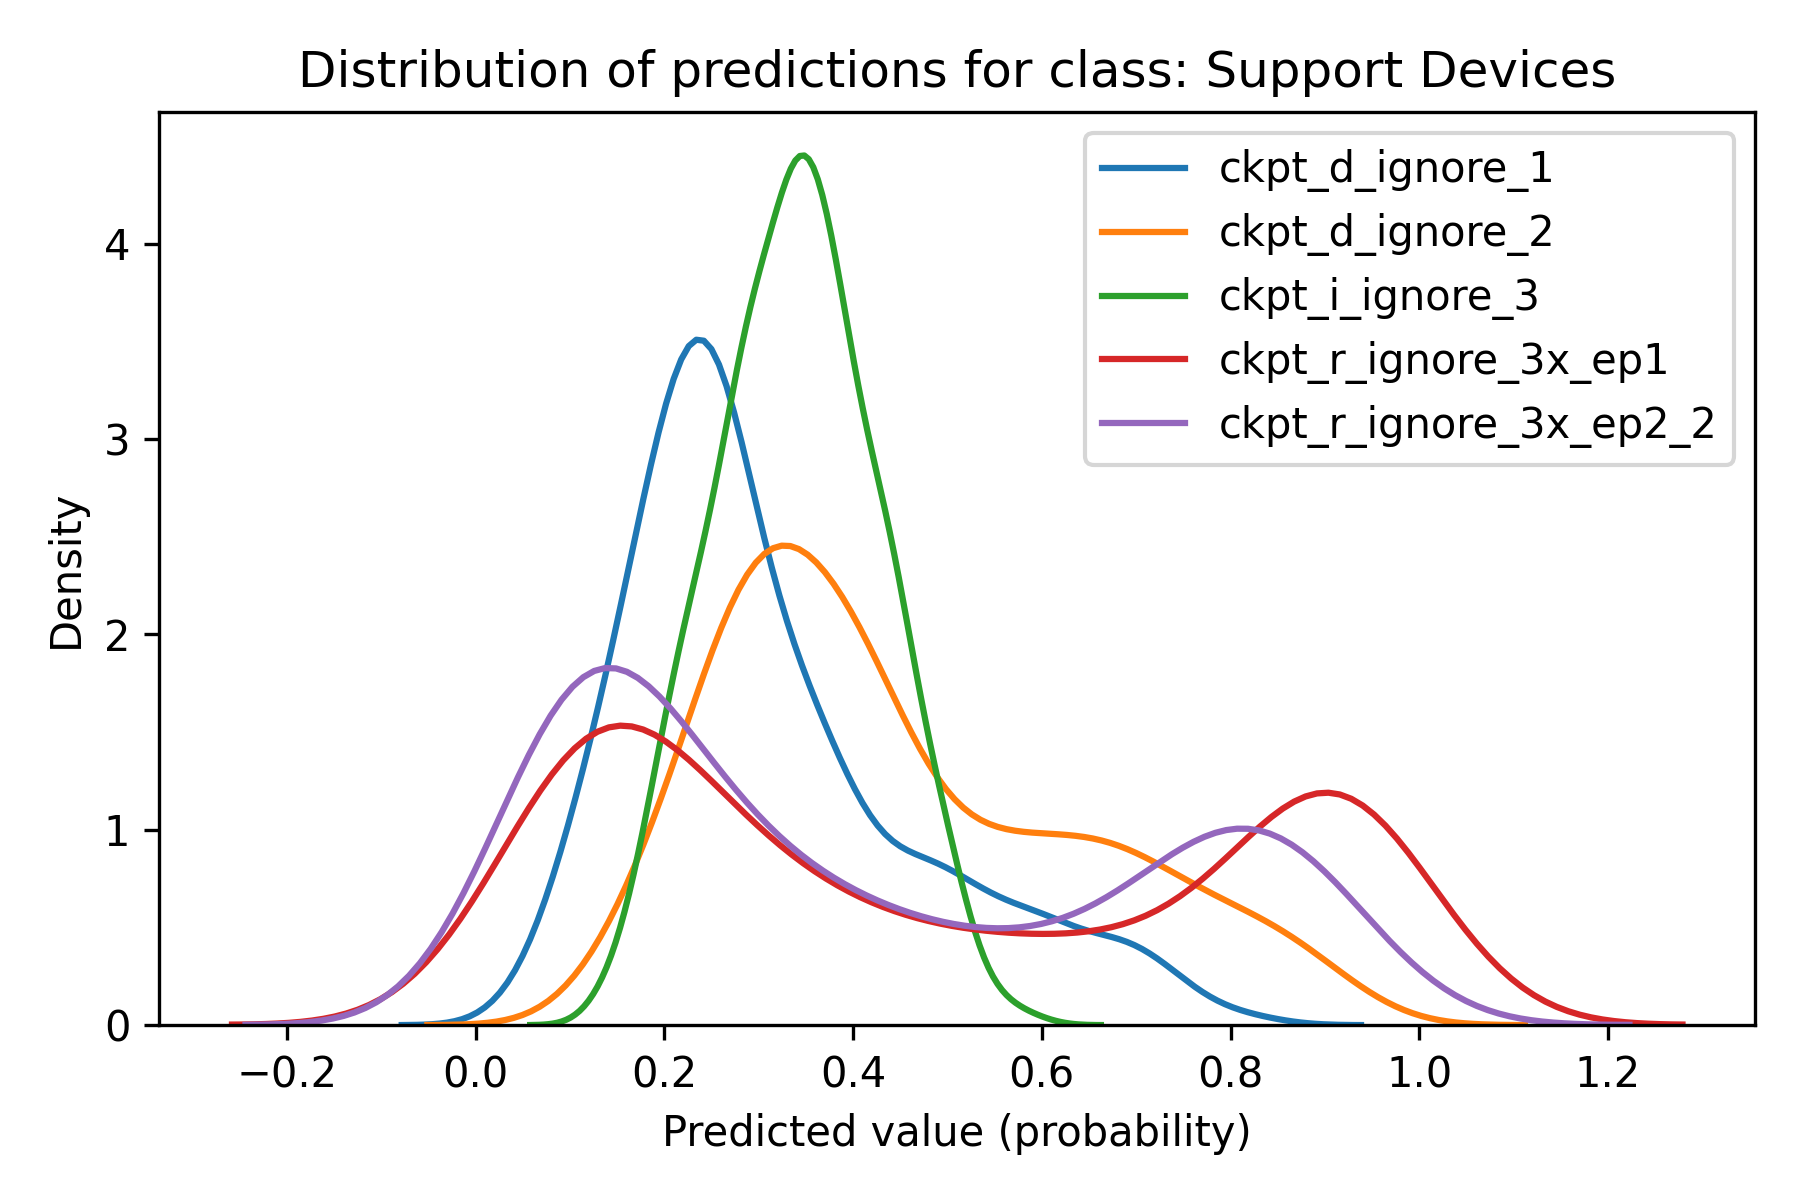 Distribution of predictions for class: Support Devices
ckpt_d_ignore_1
ckpt_d_ignore_2
ckpt_i_ignore_3
ckpt_r_ignore_3x_ep1
ckpt_r_ignore_3x_ep2_2
Density
4
3
2
1
0
−0.2 0.0 0.2 0.4 0.6 0.8 1.0 1.2
Predicted value (probability)